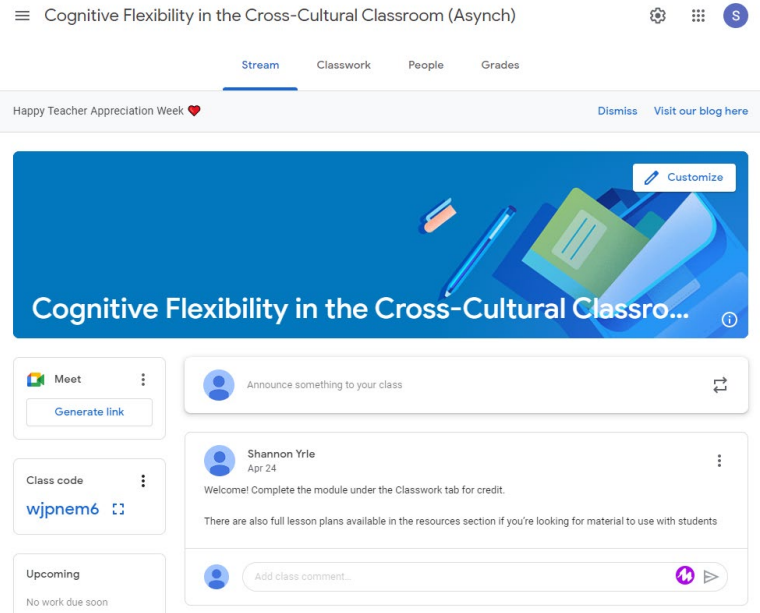 Cognitive Flexibility in the Cross-Cultural Classroom (Asynch)
S
Stream
Classwork
People
Grades
Happy Teacher Appreciation Week ❤️
Dismiss
Visit our blog here
Customize
Cognitive Flexibility in the Cross-Cultural Classro...
Meet
Generate link
Announce something to your class
Class code
wjpnem6
Shannon Yrle
Apr 24
Welcome! Complete the module under the Classwork tab for credit.
There are also full lesson plans available in the resources section if you're looking for material to use with students
Upcoming
No work due soon
Add class comment...